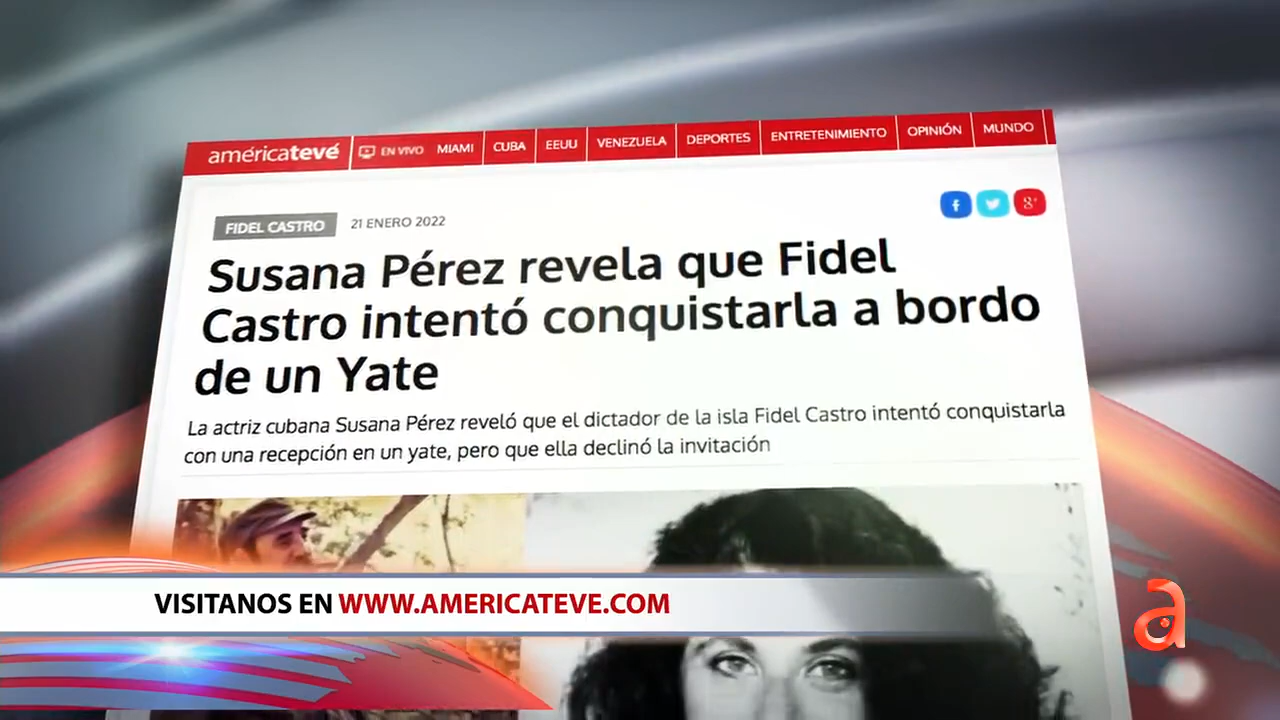 américatevé EN VIVO MIAMI CUBA EEUU VENEZUELA DEPORTES ENTRETENIMIENTO OPINIÓN MUNDO
FIDEL CASTRO 21 ENERO 2022
f 8+
Susana Pérez revela que Fidel
Castro intentó conquistarla a bordo
de un Yate
La actriz cubana Susana Pérez reveló que el dictador de la isla Fidel Castro intentó conquistarla
con una recepción en un yate, pero que ella declinó la invitación
VISITANOS EN WWW.AMERICATEVE.COM
a